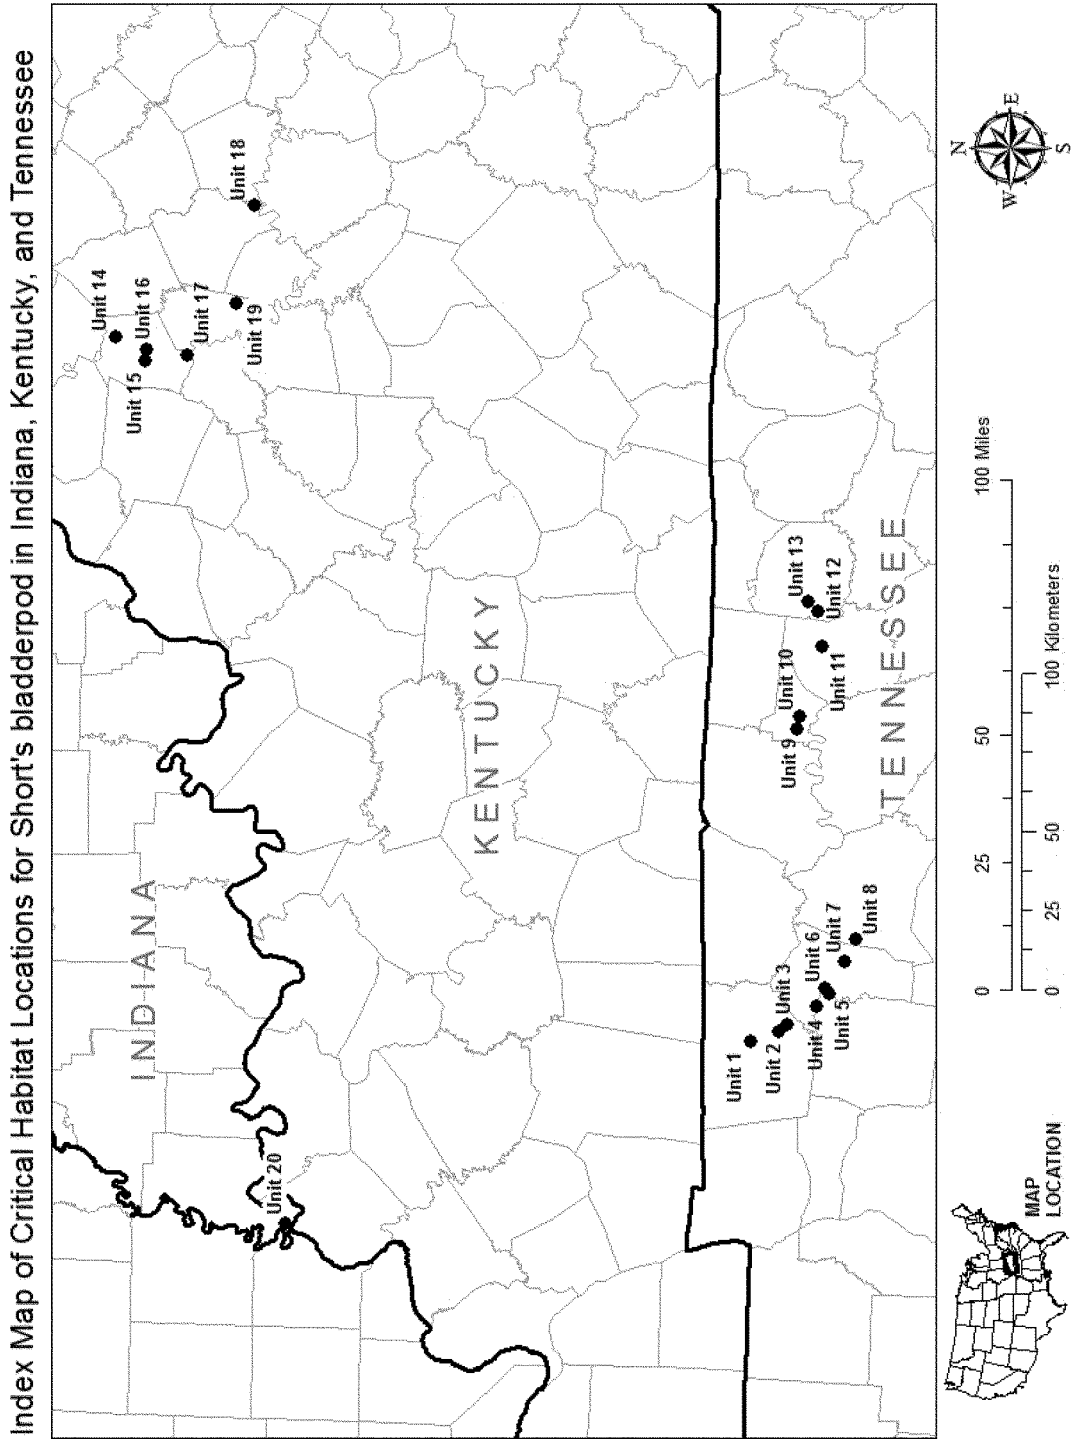 Index Map of Critical Habitat Locations for Short's bladderpod in Indiana, Kentucky, and Tennessee
INDIANA
KENTUCKY
TENNESSEE
Unit 14
Unit 15
Unit 16
Unit 17
Unit 18
Unit 19
Unit 20
Unit 1
Unit 2
Unit 3
Unit 4
Unit 5
Unit 6
Unit 7
Unit 8
Unit 9
Unit 10
Unit 11
Unit 12
Unit 13
MAP
LOCATION
0 25 50 100 Miles
0 25 50 100 Kilometers
N
W E
S